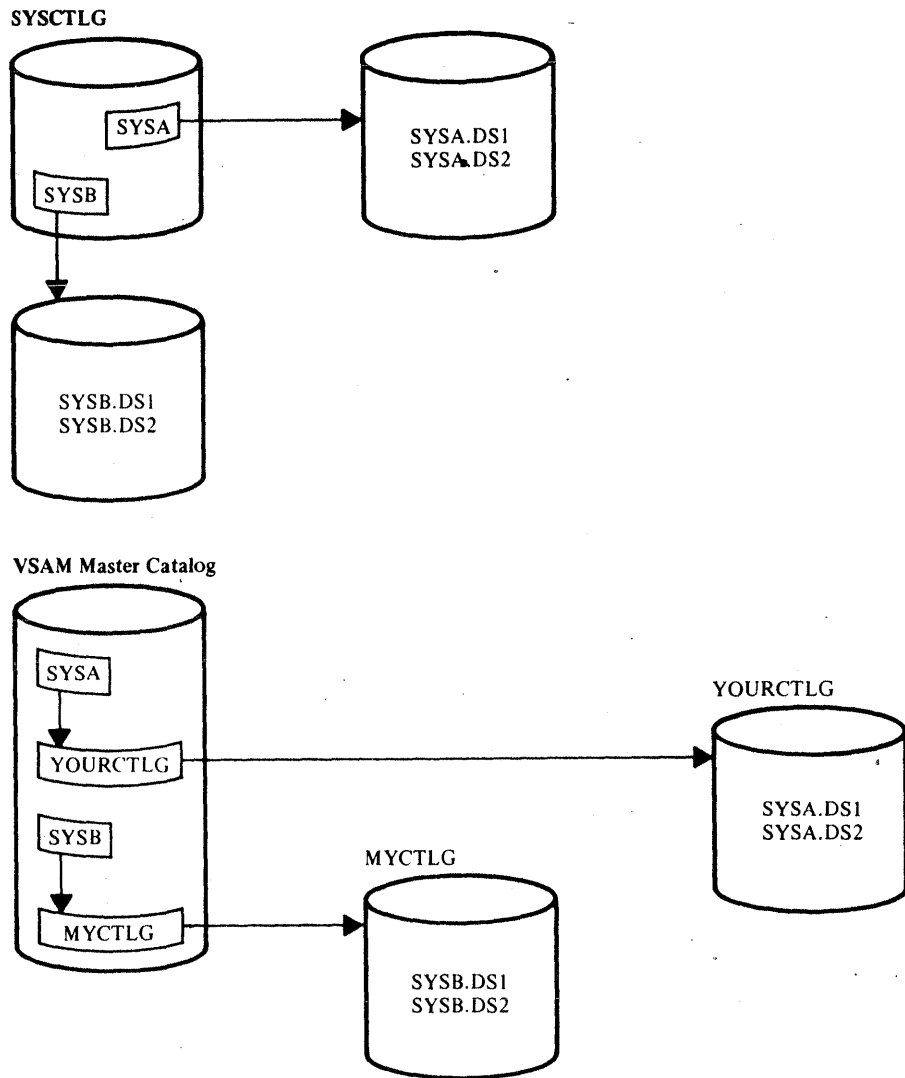 SYSCTLG
SYSA
SYSB
SYSA.DS1
SYSA.DS2
SYSB.DS1
SYSB.DS2
VSAM Master Catalog
SYSA
YOURCTLG
SYSB
MYCTLG
YOURCTLG
SYSA.DS1
SYSA.DS2
MYCTLG
SYSB.DS1
SYSB.DS2